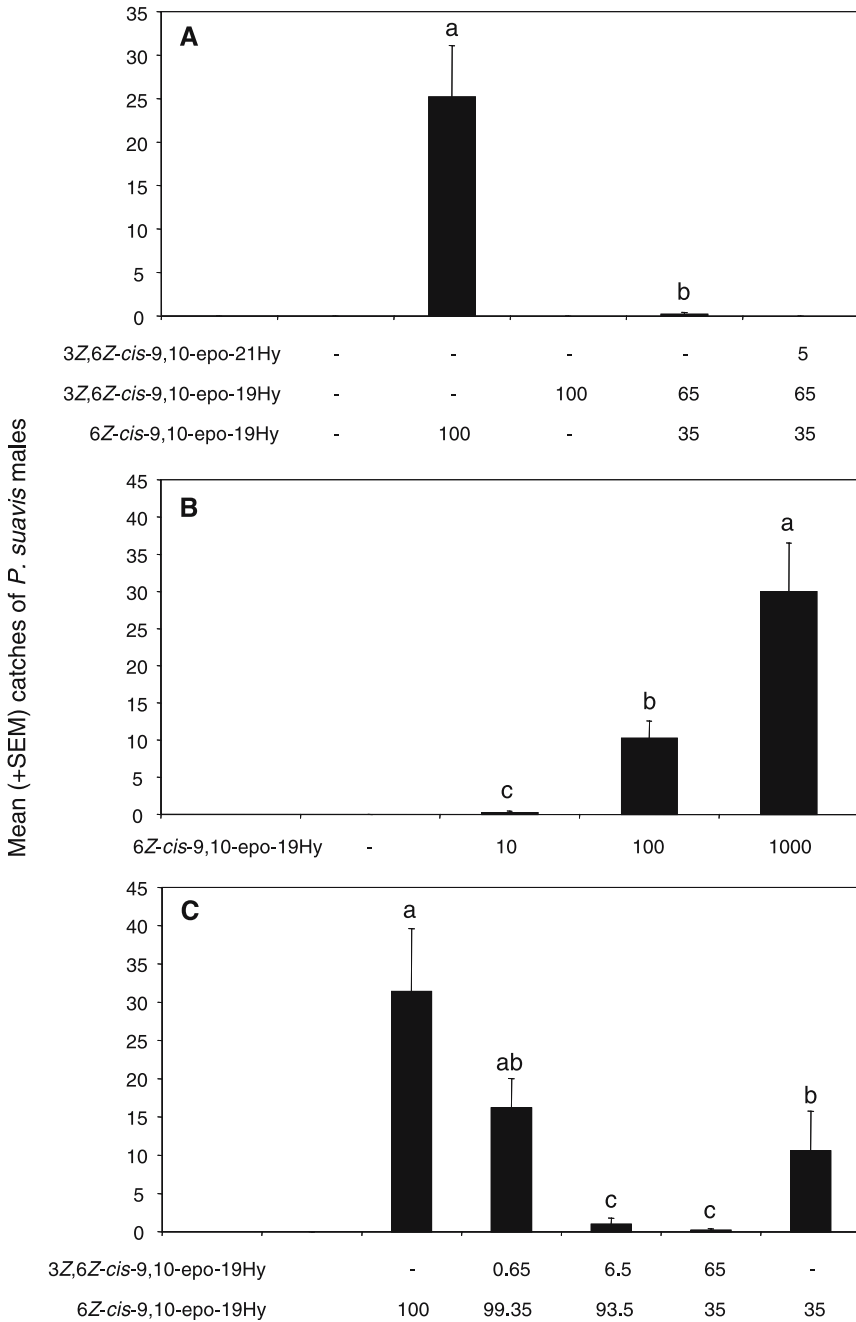 Mean (+SEM) catches of P. suavis males
A
35
30
25
20
15
10
5
0
a
b
3Z,6Z-cis-9,10-epo-21Hy - - - - 5
3Z,6Z-cis-9,10-epo-19Hy - - 100 65 65
6Z-cis-9,10-epo-19Hy - 100 - 35 35
B
45
40
35
30
25
20
15
10
5
0
c
b
a
6Z-cis-9,10-epo-19Hy - 10 100 1000
C
45
40
35
30
25
20
15
10
5
0
a
ab
c
c
b
3Z,6Z-cis-9,10-epo-19Hy - 0.65 6.5 65 -
6Z-cis-9,10-epo-19Hy 100 99.35 93.5 35 35